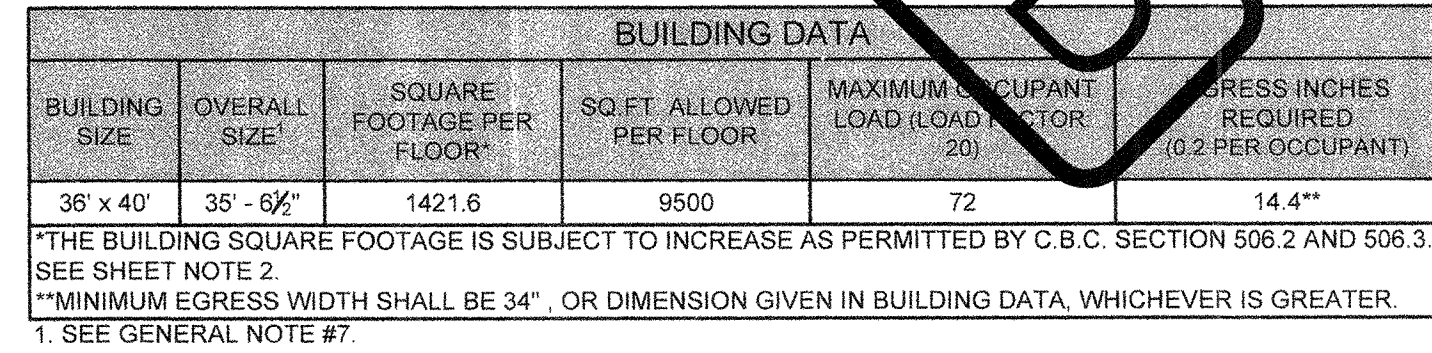 BUILDING DATA
BUILDING SIZE
OVERALL SIZE¹
SQUARE FOOTAGE PER FLOOR*
SQ.FT ALLOWED PER FLOOR
MAXIMUM OCCUPANT LOAD (LOAD FACTOR 20)
EGRESS INCHES REQUIRED (0.2 PER OCCUPANT)
36' x 40' 35' - 6½" 1421.6 9500 72 14.4**
*THE BUILDING SQUARE FOOTAGE IS SUBJECT TO INCREASE AS PERMITTED BY C.B.C. SECTION 506.2 AND 506.3.
SEE SHEET NOTE 2.
**MINIMUM EGRESS WIDTH SHALL BE 34" , OR DIMENSION GIVEN IN BUILDING DATA, WHICHEVER IS GREATER.
1. SEE GENERAL NOTE #7.